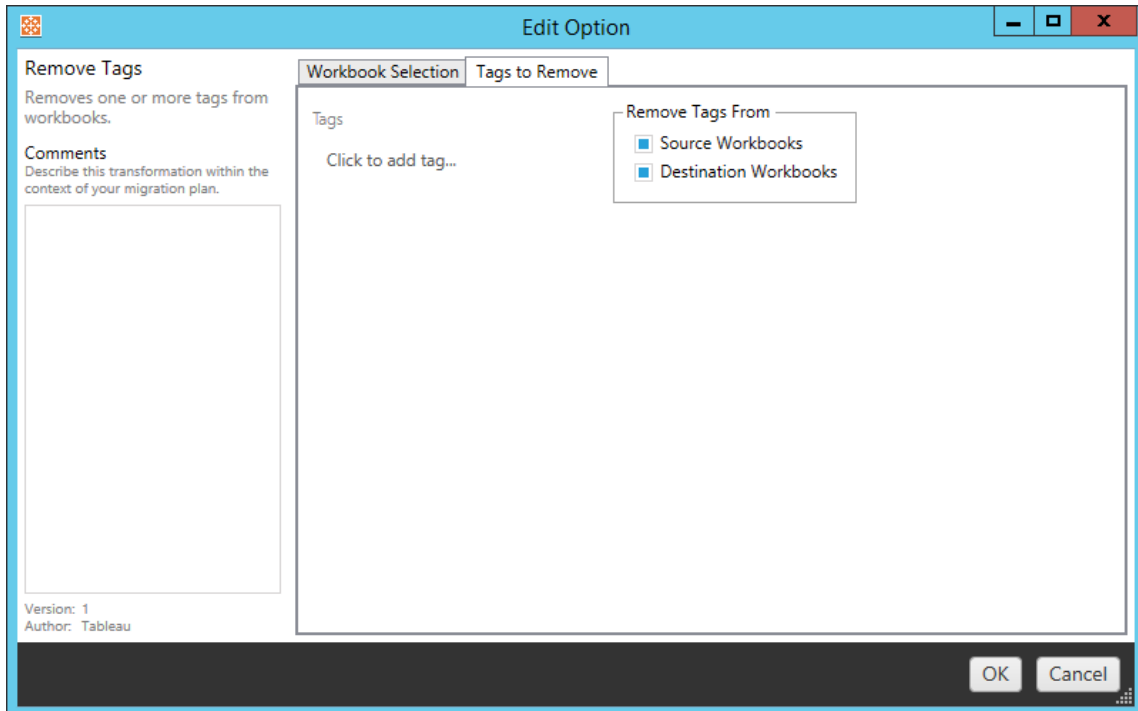 Edit Option
Remove Tags
Removes one or more tags from
workbooks.
Comments
Describe this transformation within the
context of your migration plan.
Version: 1
Author: Tableau
Workbook Selection
Tags to Remove
Tags
Click to add tag...
Remove Tags From
Source Workbooks
Destination Workbooks
OK
Cancel